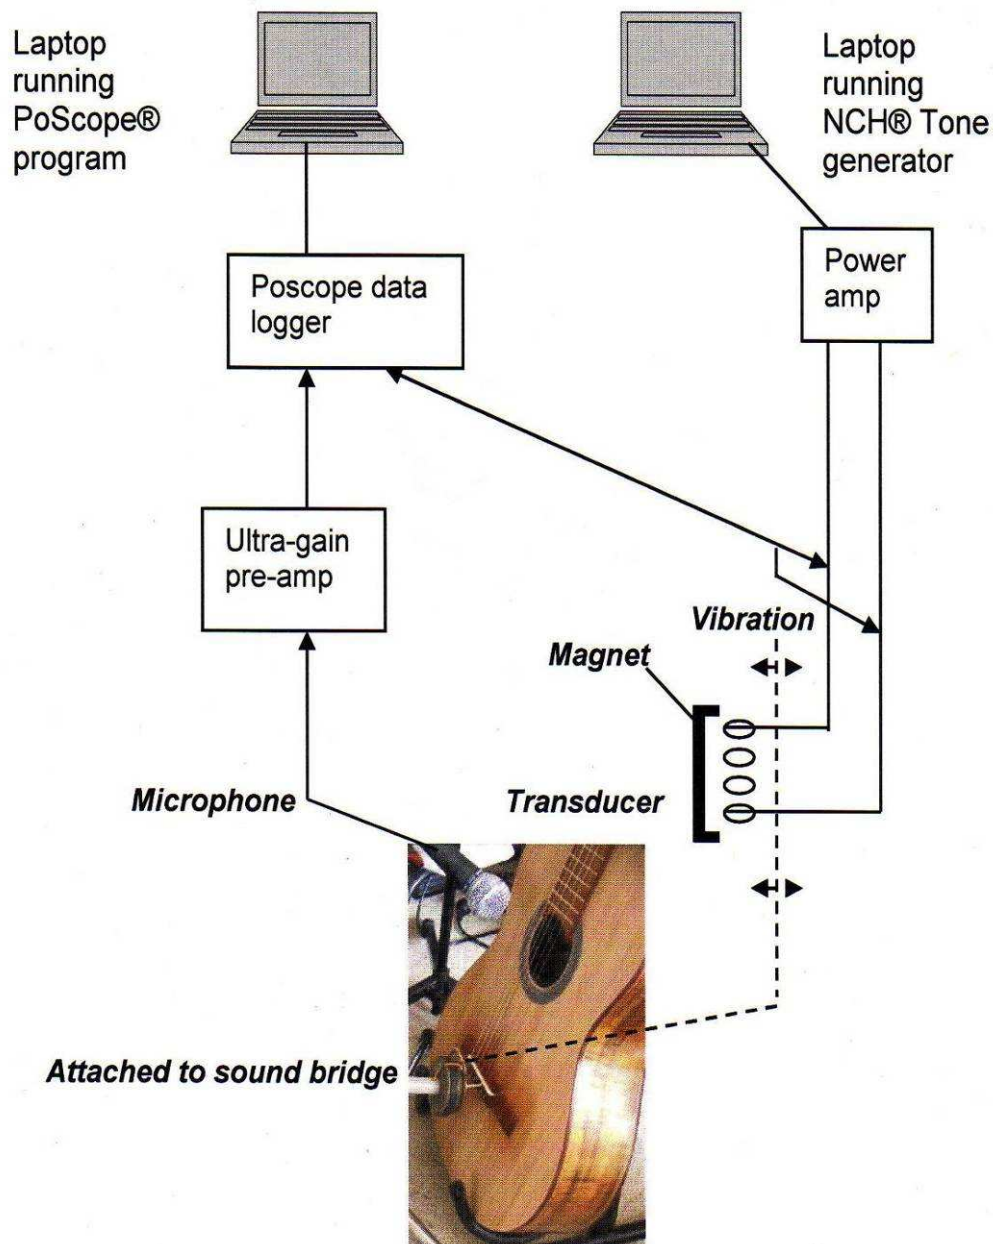 Laptop
running
PoScope®
program
Laptop
running
NCH® Tone
generator
Poscope data
logger
Power
amp
Ultra-gain
pre-amp
Vibration
Magnet
Microphone
Transducer
Attached to sound bridge